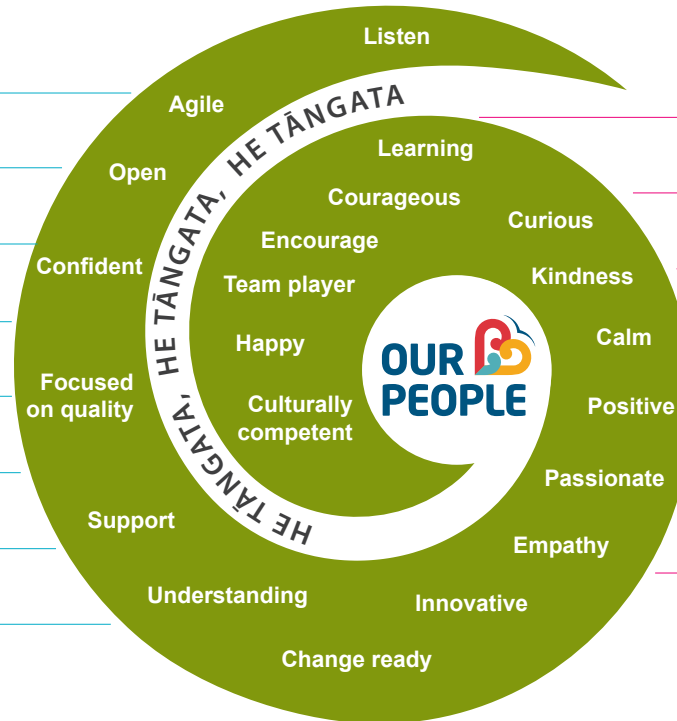 Listen
Agile
Open
Confident
Focused
on quality
Support
Understanding
Change ready
Innovative
Empathy
Passionate
Positive
Calm
Kindness
Curious
Learning
Courageous
Encourage
Team player
Happy
Culturally
competent
HE TĀNGATA, HE TĀNGATA, HE TĀNGATA
OUR
PEOPLE